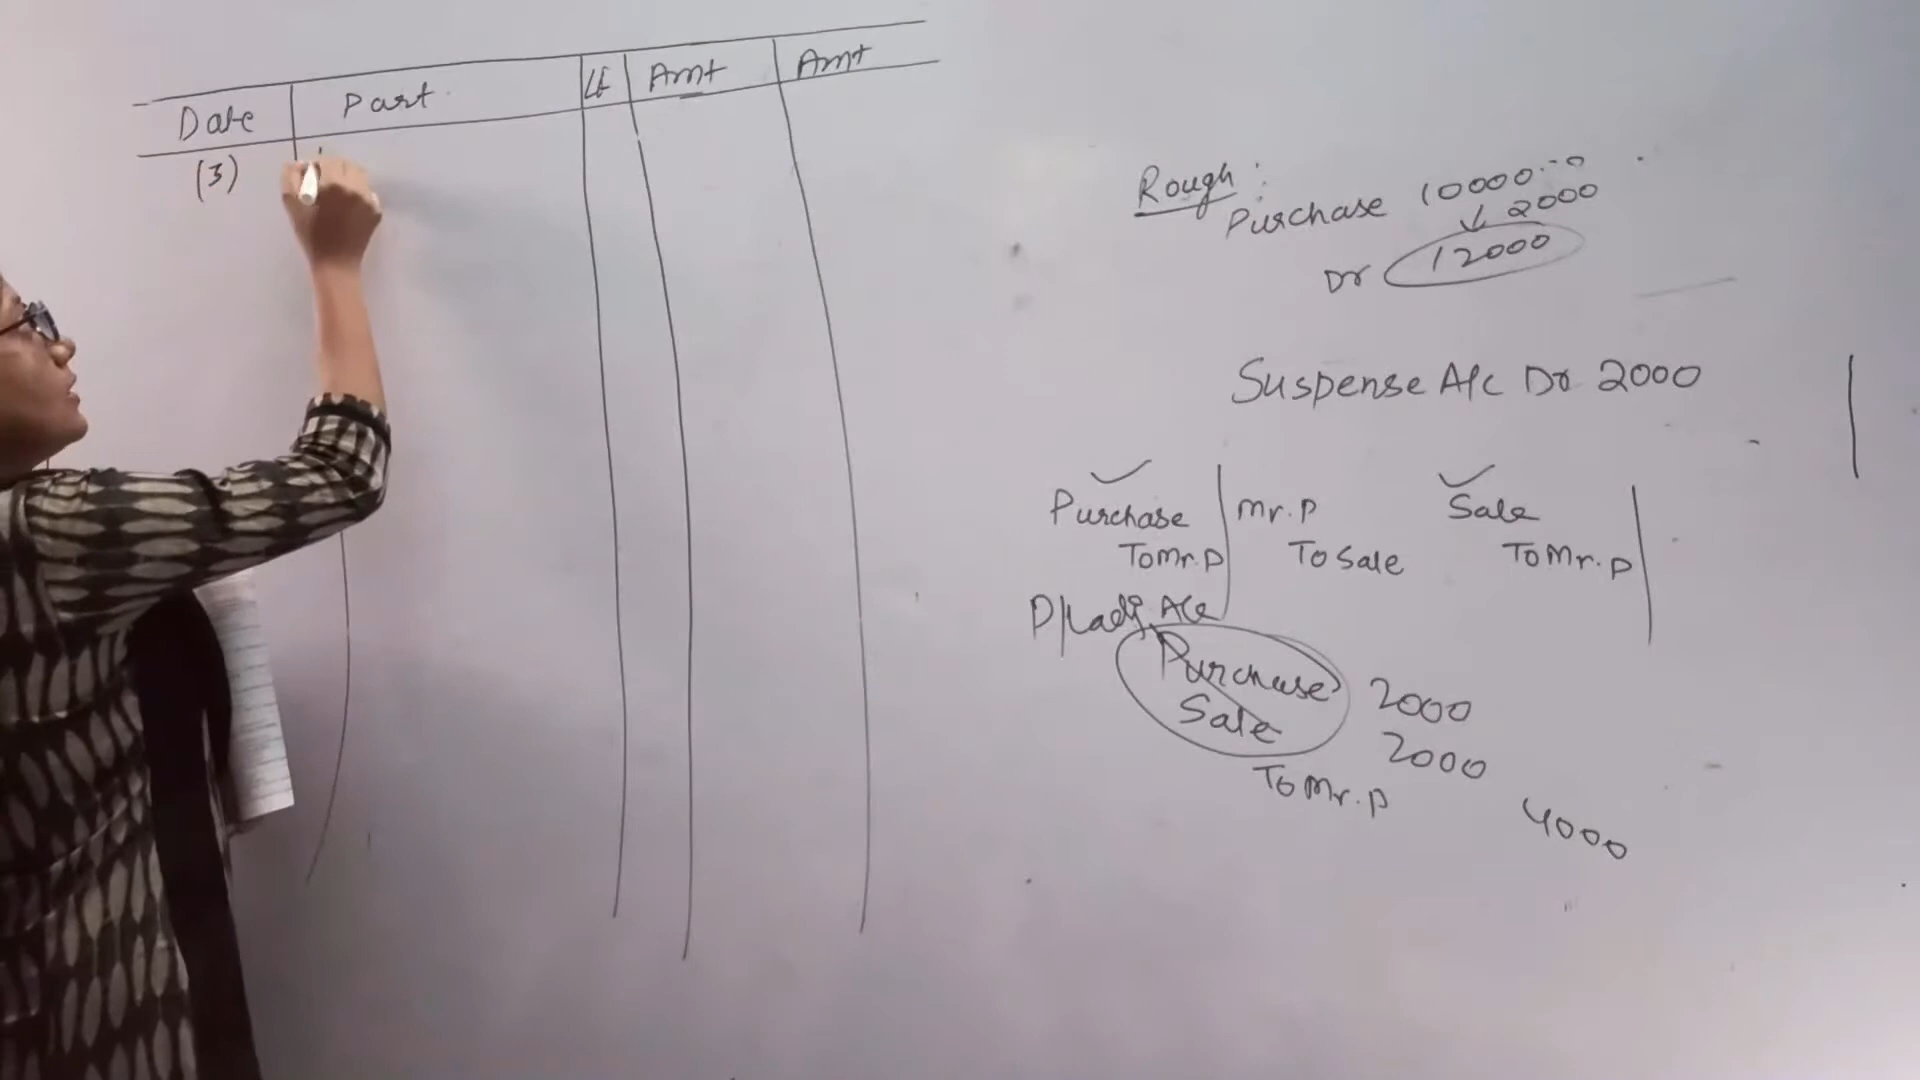 Date Part. LF Amt Amt
(3)
Rough:
Purchase 10000
2000
Dr 12000
Suspense A/c Dr 2000
Purchase Mr. P Sale
To Mr. P To Sale To Mr. P
P/L adj. A/c
Purchase 2000
Sale 2000
To Mr. P
4000